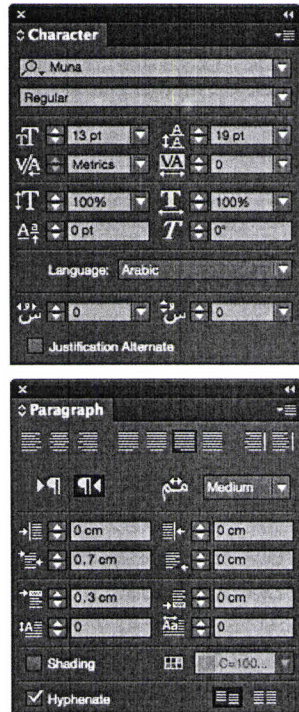 Character
Muna
Regular
13 pt 19 pt
Metrics 0
100% 100%
0 pt 0°
Language: Arabic
0 0
Justification Alternate
Paragraph
Medium
0 cm 0 cm
0.7 cm 0 cm
0.3 cm 0 cm
0 0
Shading C=100...
Hyphenate